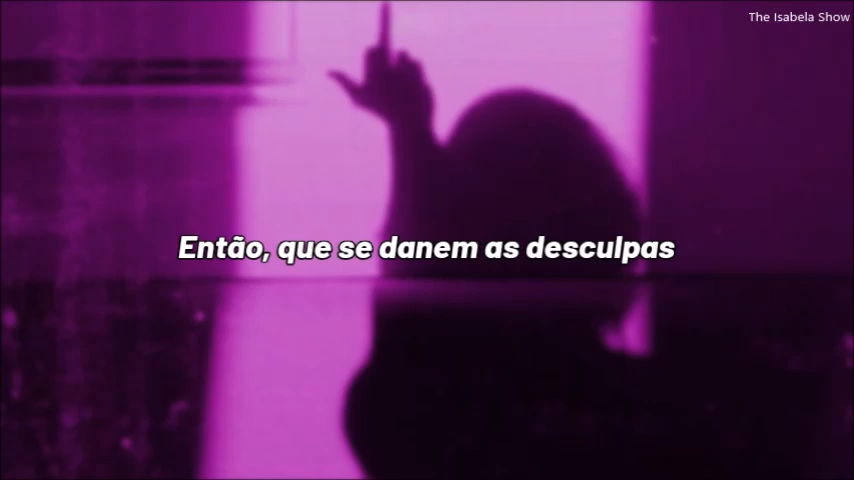 The Isabela Show
Então, que se danem as desculpas